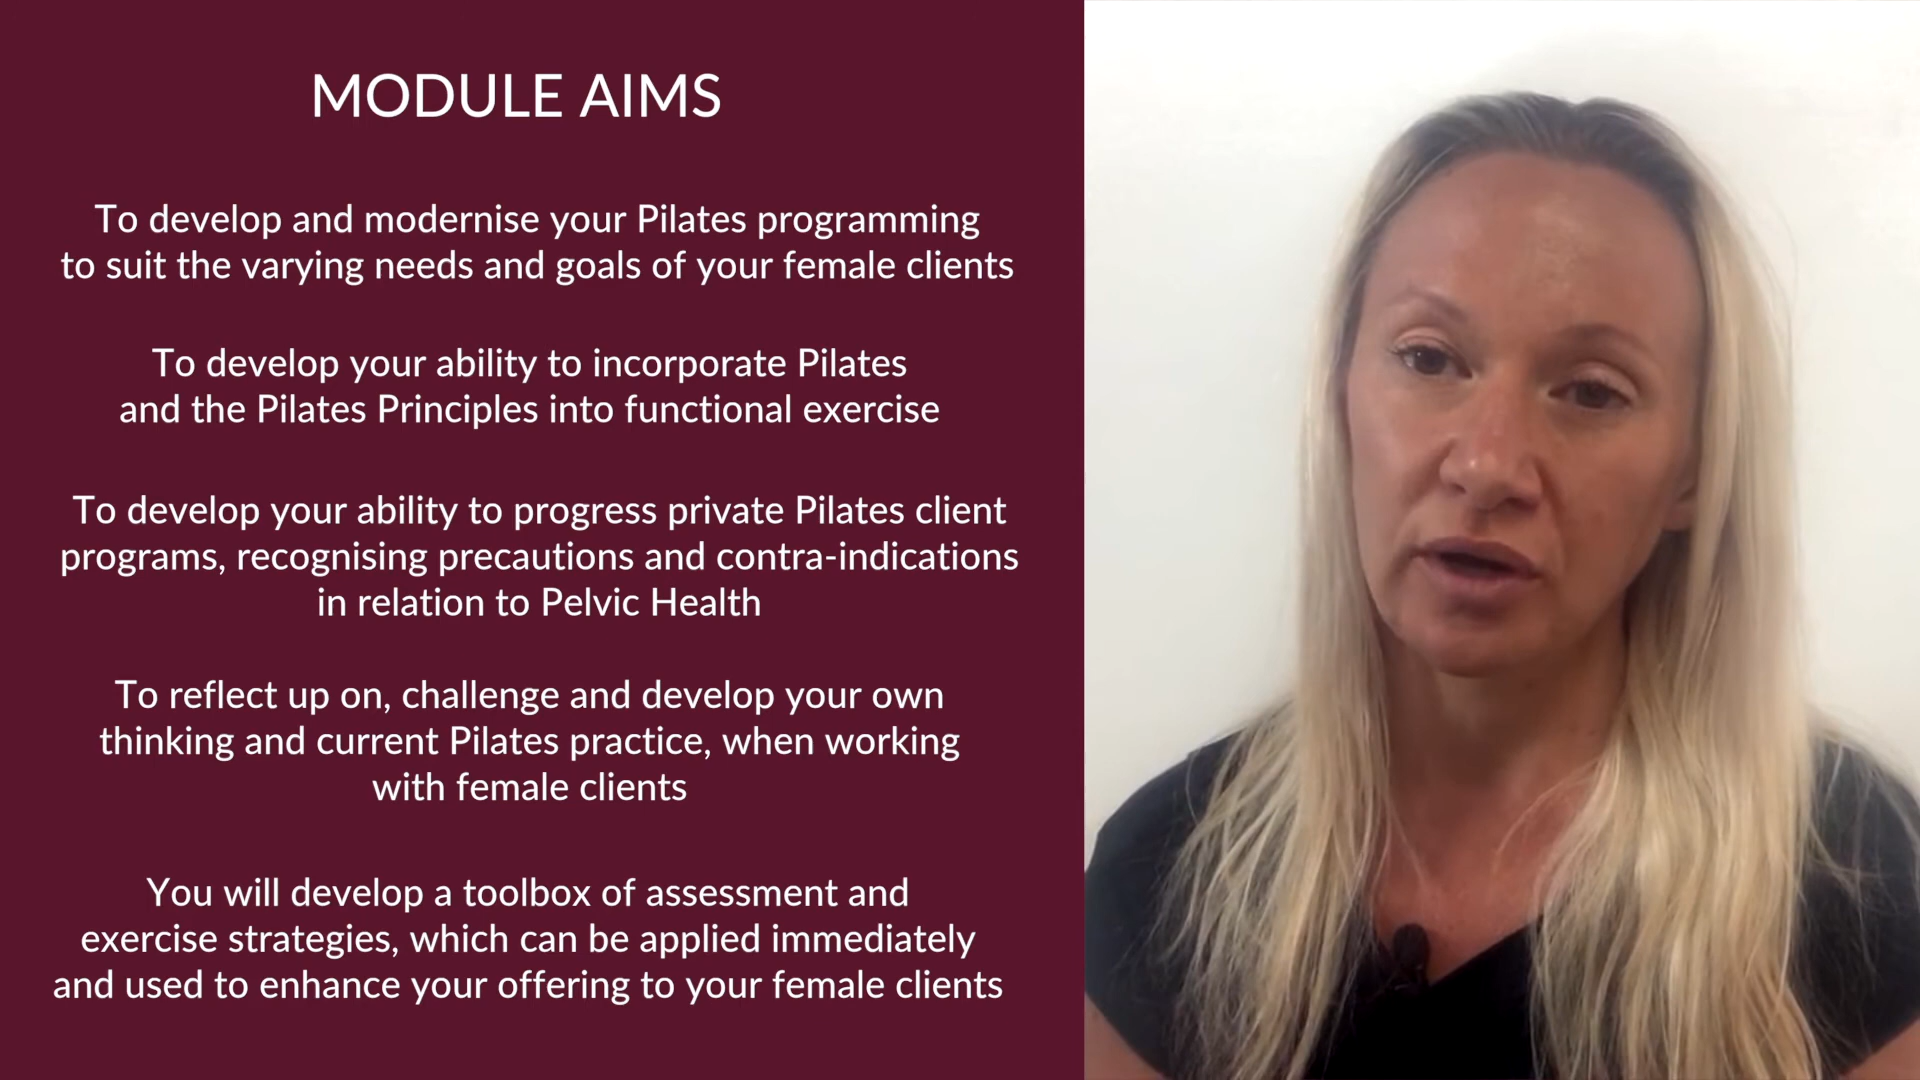 MODULE AIMS
To develop and modernise your Pilates programming
to suit the varying needs and goals of your female clients
To develop your ability to incorporate Pilates
and the Pilates Principles into functional exercise
To develop your ability to progress private Pilates client
programs, recognising precautions and contra-indications
in relation to Pelvic Health
To reflect up on, challenge and develop your own
thinking and current Pilates practice, when working
with female clients
You will develop a toolbox of assessment and
exercise strategies, which can be applied immediately
and used to enhance your offering to your female clients